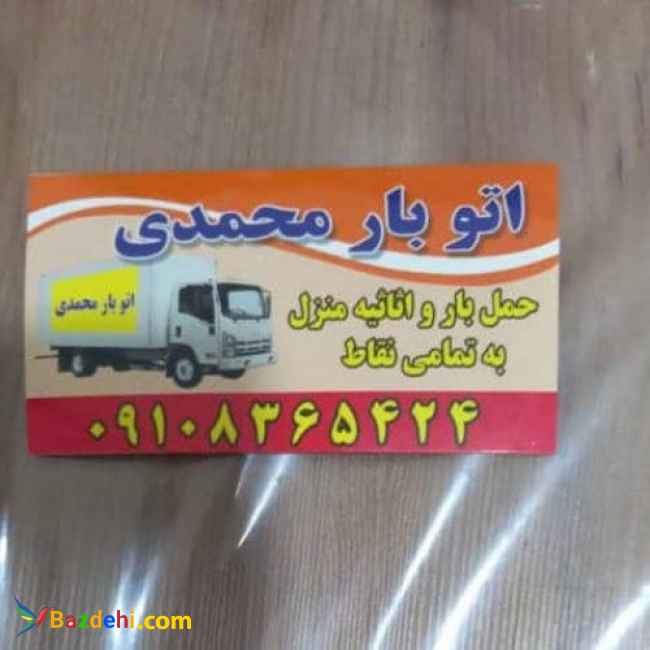 اتو بار محمدی
حمل بار و اثاثیه منزل
به تمامی نقاط
اتو بار محمدی
۰۹۱۰۸۳۶۵۴۲۴
Bazdehi.com